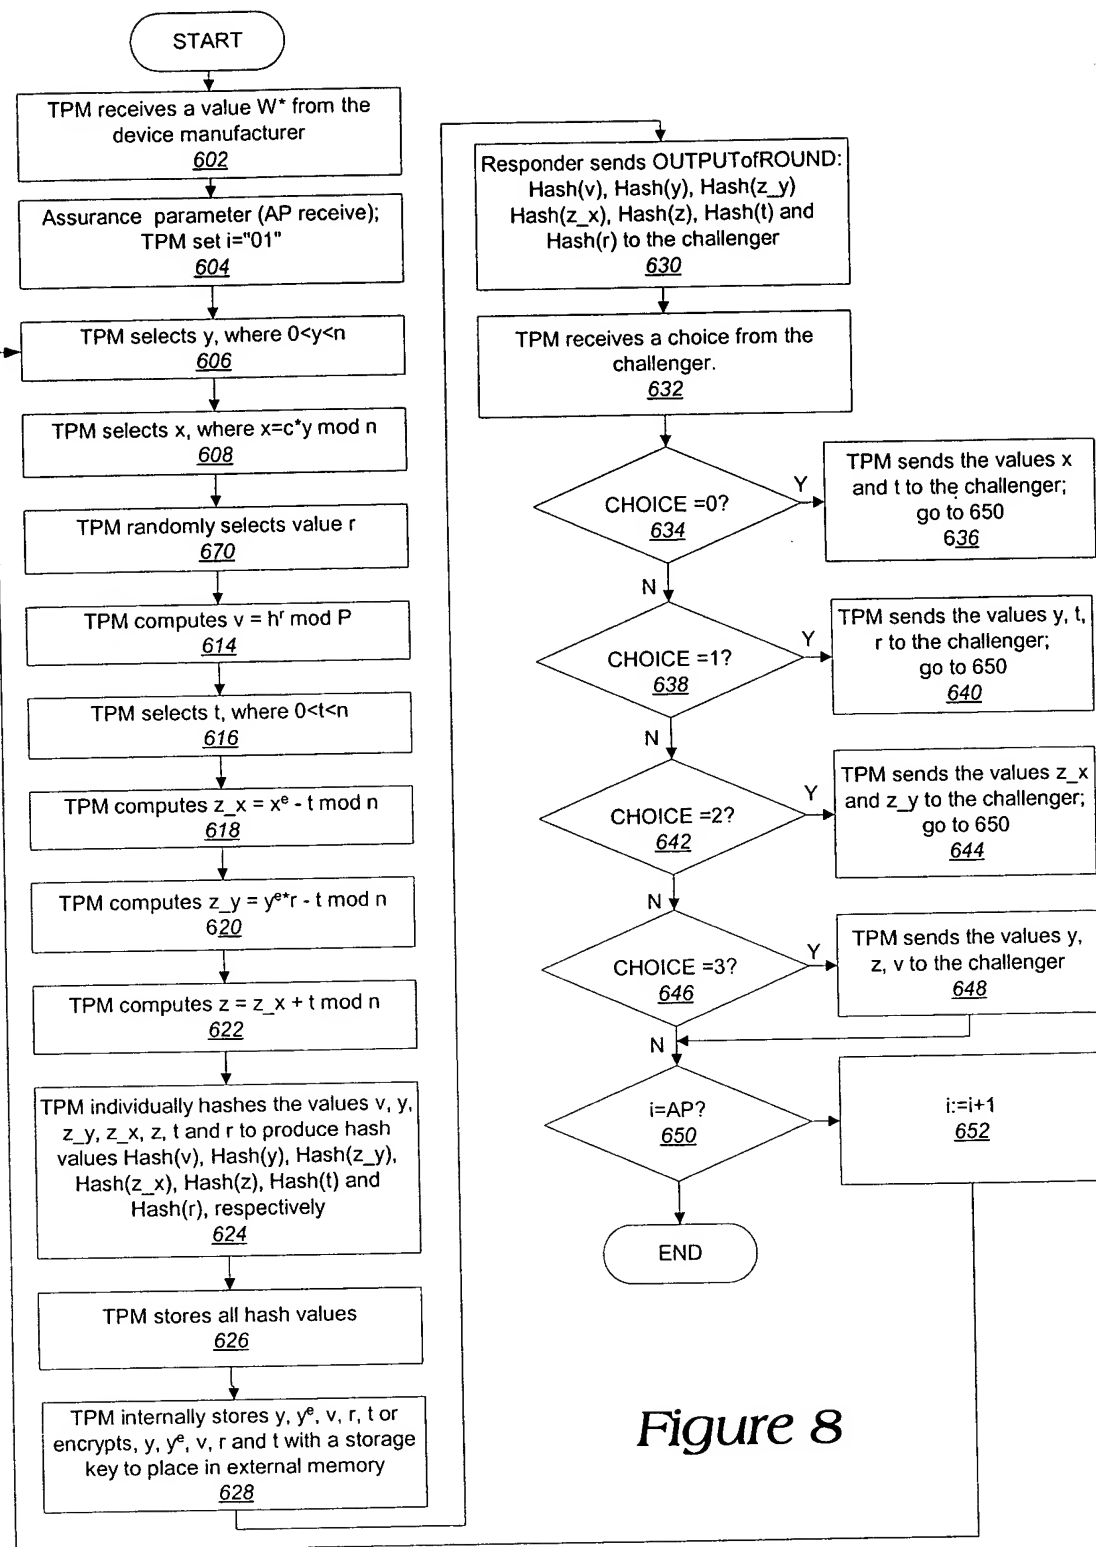 START
TPM receives a value W* from the
device manufacturer
602
Assurance parameter (AP receive);
TPM set i="01"
604
TPM selects y, where 0<y<n
606
TPM selects x, where x=c*y mod n
608
TPM randomly selects value r
670
TPM computes v = h^r mod P
614
TPM selects t, where 0<t<n
616
TPM computes z_x = x^e - t mod n
618
TPM computes z_y = y^e*r - t mod n
620
TPM computes z = z_x + t mod n
622
TPM individually hashes the values v, y,
z_y, z_x, z, t and r to produce hash
values Hash(v), Hash(y), Hash(z_y),
Hash(z_x), Hash(z), Hash(t) and
Hash(r), respectively
624
TPM stores all hash values
626
TPM internally stores y, y^e, v, r, t or
encrypts, y, y^e, v, r and t with a storage
key to place in external memory
628
Responder sends OUTPUTofROUND:
Hash(v), Hash(y), Hash(z_y)
Hash(z_x), Hash(z), Hash(t) and
Hash(r) to the challenger
630
TPM receives a choice from the
challenger.
632
CHOICE =0?
634
Y
TPM sends the values x
and t to the challenger;
go to 650
636
N
CHOICE =1?
638
Y
TPM sends the values y, t,
r to the challenger;
go to 650
640
N
CHOICE =2?
642
Y
TPM sends the values z_x
and z_y to the challenger;
go to 650
644
N
CHOICE =3?
646
Y
TPM sends the values y,
z, v to the challenger
648
N
i=AP?
650
i:=i+1
652
END
Figure 8